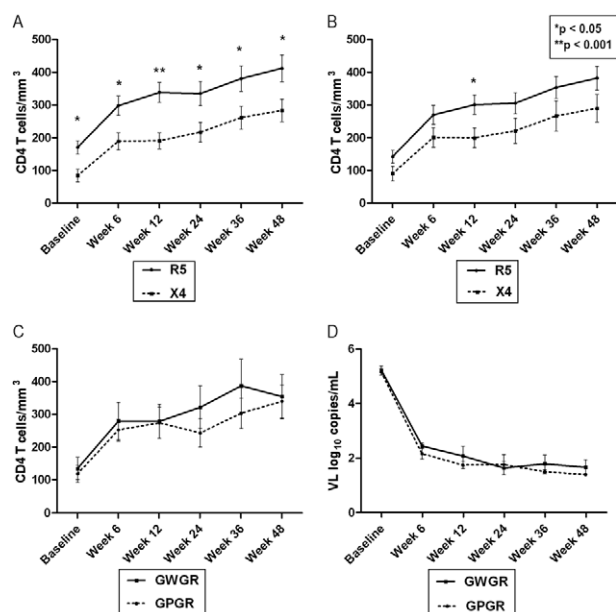 A
CD4 T cells/mm³
500
400
300
200
100
0
*
*
**
*
*
*
Baseline
Week 6
Week 12
Week 24
Week 36
Week 48
R5
X4
B
*p < 0.05
**p < 0.001
CD4 T cells/mm³
500
400
300
200
100
0
*
Baseline
Week 6
Week 12
Week 24
Week 36
Week 48
R5
X4
C
CD4 T cells/mm³
500
400
300
200
100
0
Baseline
Week 6
Week 12
Week 24
Week 36
Week 48
GWGR
GPGR
D
VL log₁₀ copies/mL
6
4
2
0
Baseline
Week 6
Week 12
Week 24
Week 36
Week 48
GWGR
GPGR